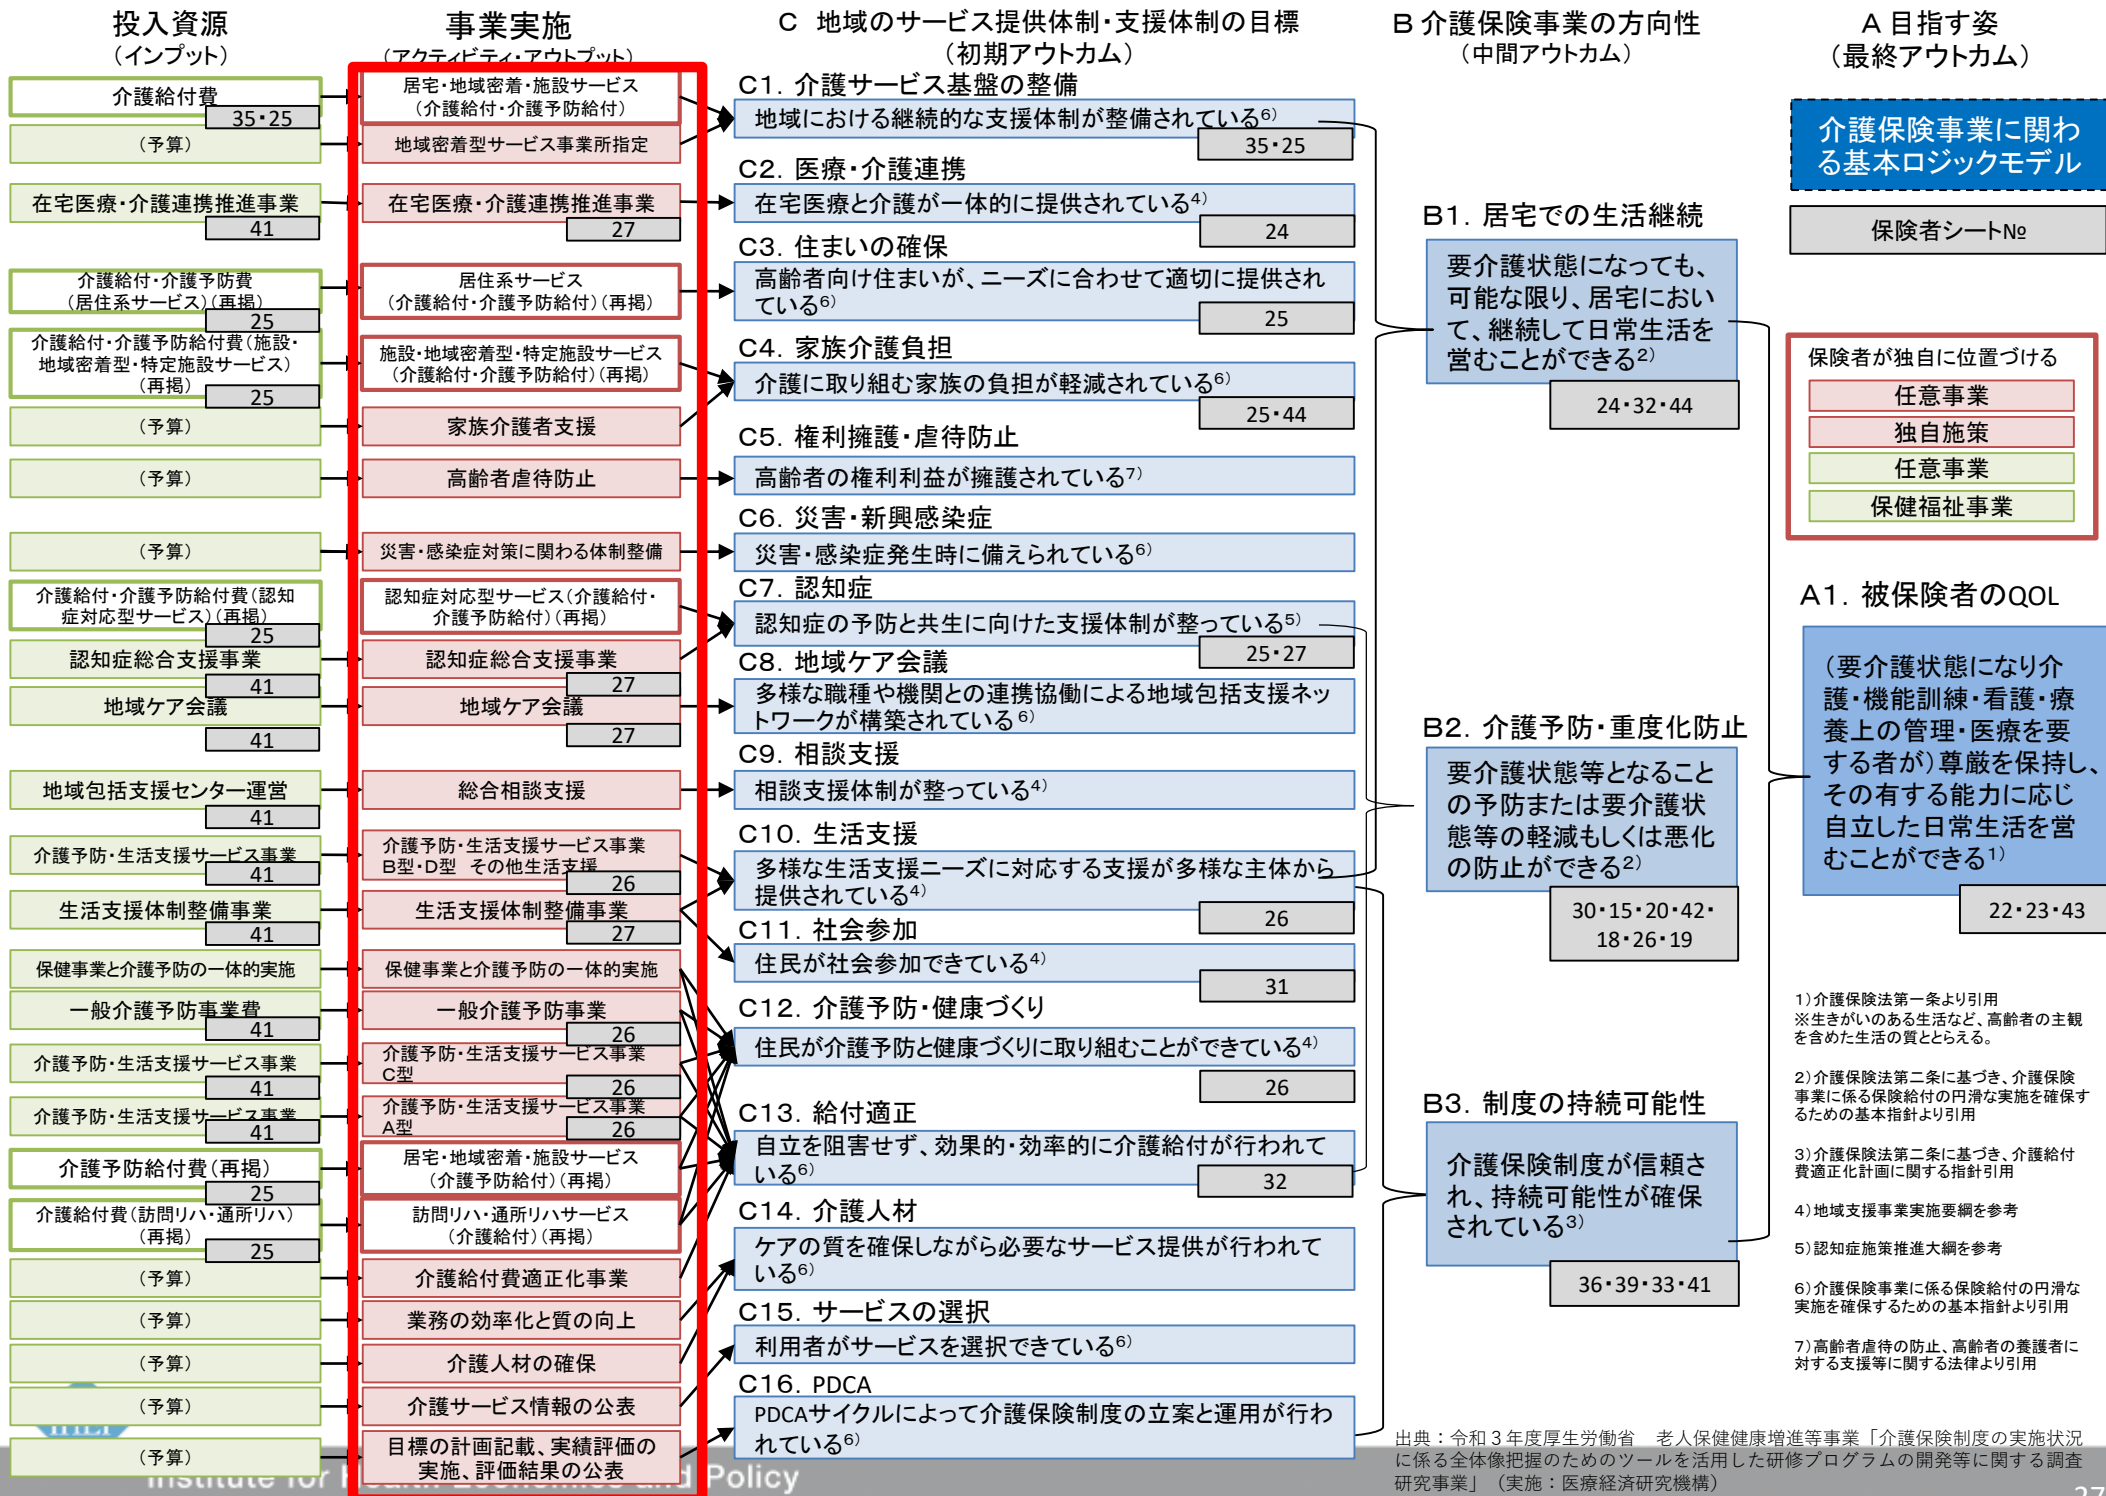 投入資源
（インプット）
介護給付費
35・25
（予算）
在宅医療・介護連携推進事業
41
介護給付・介護予防費
（居住系サービス）（再掲）
25
介護給付・介護予防給付費（施設・
地域密着型・特定施設サービス）
（再掲）
25
（予算）
（予算）
（予算）
介護給付・介護予防給付費（認知
症対応型サービス）（再掲）
25
認知症総合支援事業
41
地域ケア会議
41
地域包括支援センター運営
41
介護予防・生活支援サービス事業
41
生活支援体制整備事業
41
保健事業と介護予防の一体的実施
一般介護予防事業費
41
介護予防・生活支援サービス事業
41
介護予防・生活支援サービス事業
41
介護予防給付費（再掲）
25
介護給付費（訪問リハ・通所リハ）
（再掲）
25
（予算）
（予算）
（予算）
（予算）
（予算）
事業実施
（アクティビティ・アウトプット）
居宅・地域密着・施設サービス
（介護給付・介護予防給付）
地域密着型サービス事業所指定
在宅医療・介護連携推進事業
27
居住系サービス
（介護給付・介護予防給付）（再掲）
施設・地域密着型・特定施設サービス
（介護給付・介護予防給付）（再掲）
家族介護者支援
高齢者虐待防止
災害・感染症対策に関わる体制整備
認知症対応型サービス（介護給付・
介護予防給付）（再掲）
認知症総合支援事業
27
地域ケア会議
27
総合相談支援
介護予防・生活支援サービス事業
B型・D型 その他生活支援
26
生活支援体制整備事業
27
保健事業と介護予防の一体的実施
一般介護予防事業
26
介護予防・生活支援サービス事業
C型
26
介護予防・生活支援サービス事業
A型
26
居宅・地域密着・施設サービス
（介護予防給付）（再掲）
訪問リハ・通所リハサービス
（介護給付）（再掲）
介護給付費適正化事業
業務の効率化と質の向上
介護人材の確保
介護サービス情報の公表
目標の計画記載、実績評価の
実施、評価結果の公表
C 地域のサービス提供体制・支援体制の目標
（初期アウトカム）
C1．介護サービス基盤の整備
地域における継続的な支援体制が整備されている6）
35・25
C2．医療・介護連携
在宅医療と介護が一体的に提供されている4）
24
C3．住まいの確保
高齢者向け住まいが、ニーズに合わせて適切に提供され
ている6）
25
C4．家族介護負担
介護に取り組む家族の負担が軽減されている6）
25・44
C5．権利擁護・虐待防止
高齢者の権利利益が擁護されている7）
C6．災害・新興感染症
災害・感染症発生時に備えられている6）
C7．認知症
認知症の予防と共生に向けた支援体制が整っている5）
25・27
C8．地域ケア会議
多様な職種や機関との連携協働による地域包括支援ネッ
トワークが構築されている6）
C9．相談支援
相談支援体制が整っている4）
C10．生活支援
多様な生活支援ニーズに対応する支援が多様な主体から
提供されている4）
26
C11．社会参加
住民が社会参加できている4）
31
C12．介護予防・健康づくり
住民が介護予防と健康づくりに取り組むことができている4）
26
C13．給付適正
自立を阻害せず、効果的・効率的に介護給付が行われて
いる6）
32
C14．介護人材
ケアの質を確保しながら必要なサービス提供が行われて
いる6）
C15．サービスの選択
利用者がサービスを選択できている6）
C16．PDCA
PDCAサイクルによって介護保険制度の立案と運用が行わ
れている6）
B 介護保険事業の方向性
（中間アウトカム）
B1．居宅での生活継続
要介護状態になっても、
可能な限り、居宅におい
て、継続して日常生活を
営むことができる2）
24・32・44
B2．介護予防・重度化防止
要介護状態等となること
の予防または要介護状
態等の軽減もしくは悪化
の防止ができる2）
30・15・20・42・
18・26・19
B3．制度の持続可能性
介護保険制度が信頼さ
れ、持続可能性が確保
されている3）
36・39・33・41
A 目指す姿
（最終アウトカム）
介護保険事業に関わ
る基本ロジックモデル
保険者シート№
保険者が独自に位置づける
任意事業
独自施策
任意事業
保健福祉事業
A1．被保険者のQOL
（要介護状態になり介
護・機能訓練・看護・療
養上の管理・医療を要
する者が）尊厳を保持し、
その有する能力に応じ
自立した日常生活を営
むことができる1）
22・23・43
1）介護保険法第一条より引用
※生きがいのある生活など、高齢者の主観
を含めた生活の質ととらえる。
2）介護保険法第二条に基づき、介護保険
事業に係る保険給付の円滑な実施を確保す
るための基本指針より引用
3）介護保険法第二条に基づき、介護給付
費適正化計画に関する指針引用
4）地域支援事業実施要綱を参考
5）認知症施策推進大綱を参考
6）介護保険事業に係る保険給付の円滑な
実施を確保するための基本指針より引用
7）高齢者虐待の防止、高齢者の養護者に
対する支援等に関する法律より引用
出典：令和３年度厚生労働省 老人保健健康増進等事業「介護保険制度の実施状況
に係る全体像把握のためのツールを活用した研修プログラムの開発等に関する調査
研究事業」（実施：医療経済研究機構）
Institute for Health Economics and Policy
27